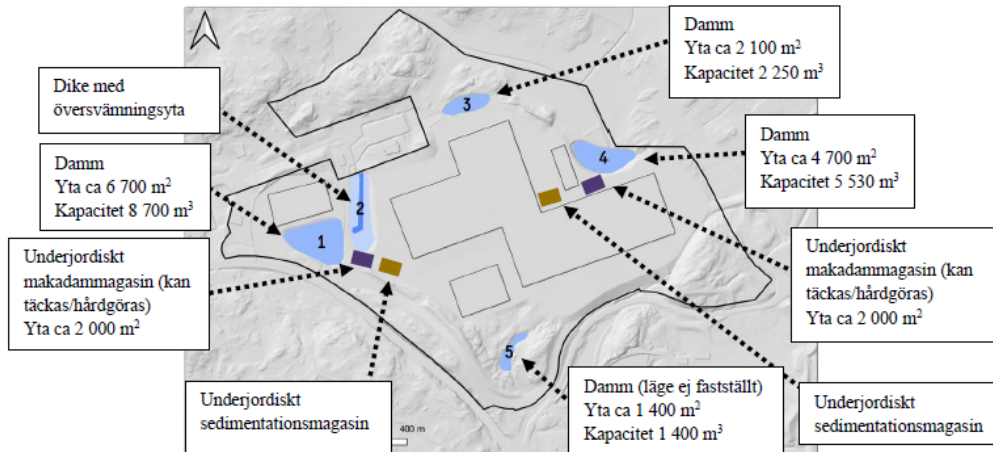 Damm
Yta ca 2 100 m²
Kapacitet 2 250 m³
Dike med
översvämningsyta
Damm
Yta ca 6 700 m²
Kapacitet 8 700 m³
Damm
Yta ca 4 700 m²
Kapacitet 5 530 m³
Underjordiskt
makadammagasin (kan
täckas/hårdgöras)
Yta ca 2 000 m²
Underjordiskt
makadammagasin (kan
täckas/hårdgöras)
Yta ca 2 000 m²
Underjordiskt
sedimentationsmagasin
Damm (läge ej fastställt)
Yta ca 1 400 m²
Kapacitet 1 400 m³
Underjordiskt
sedimentationsmagasin
1
2
3
4
5
400 m